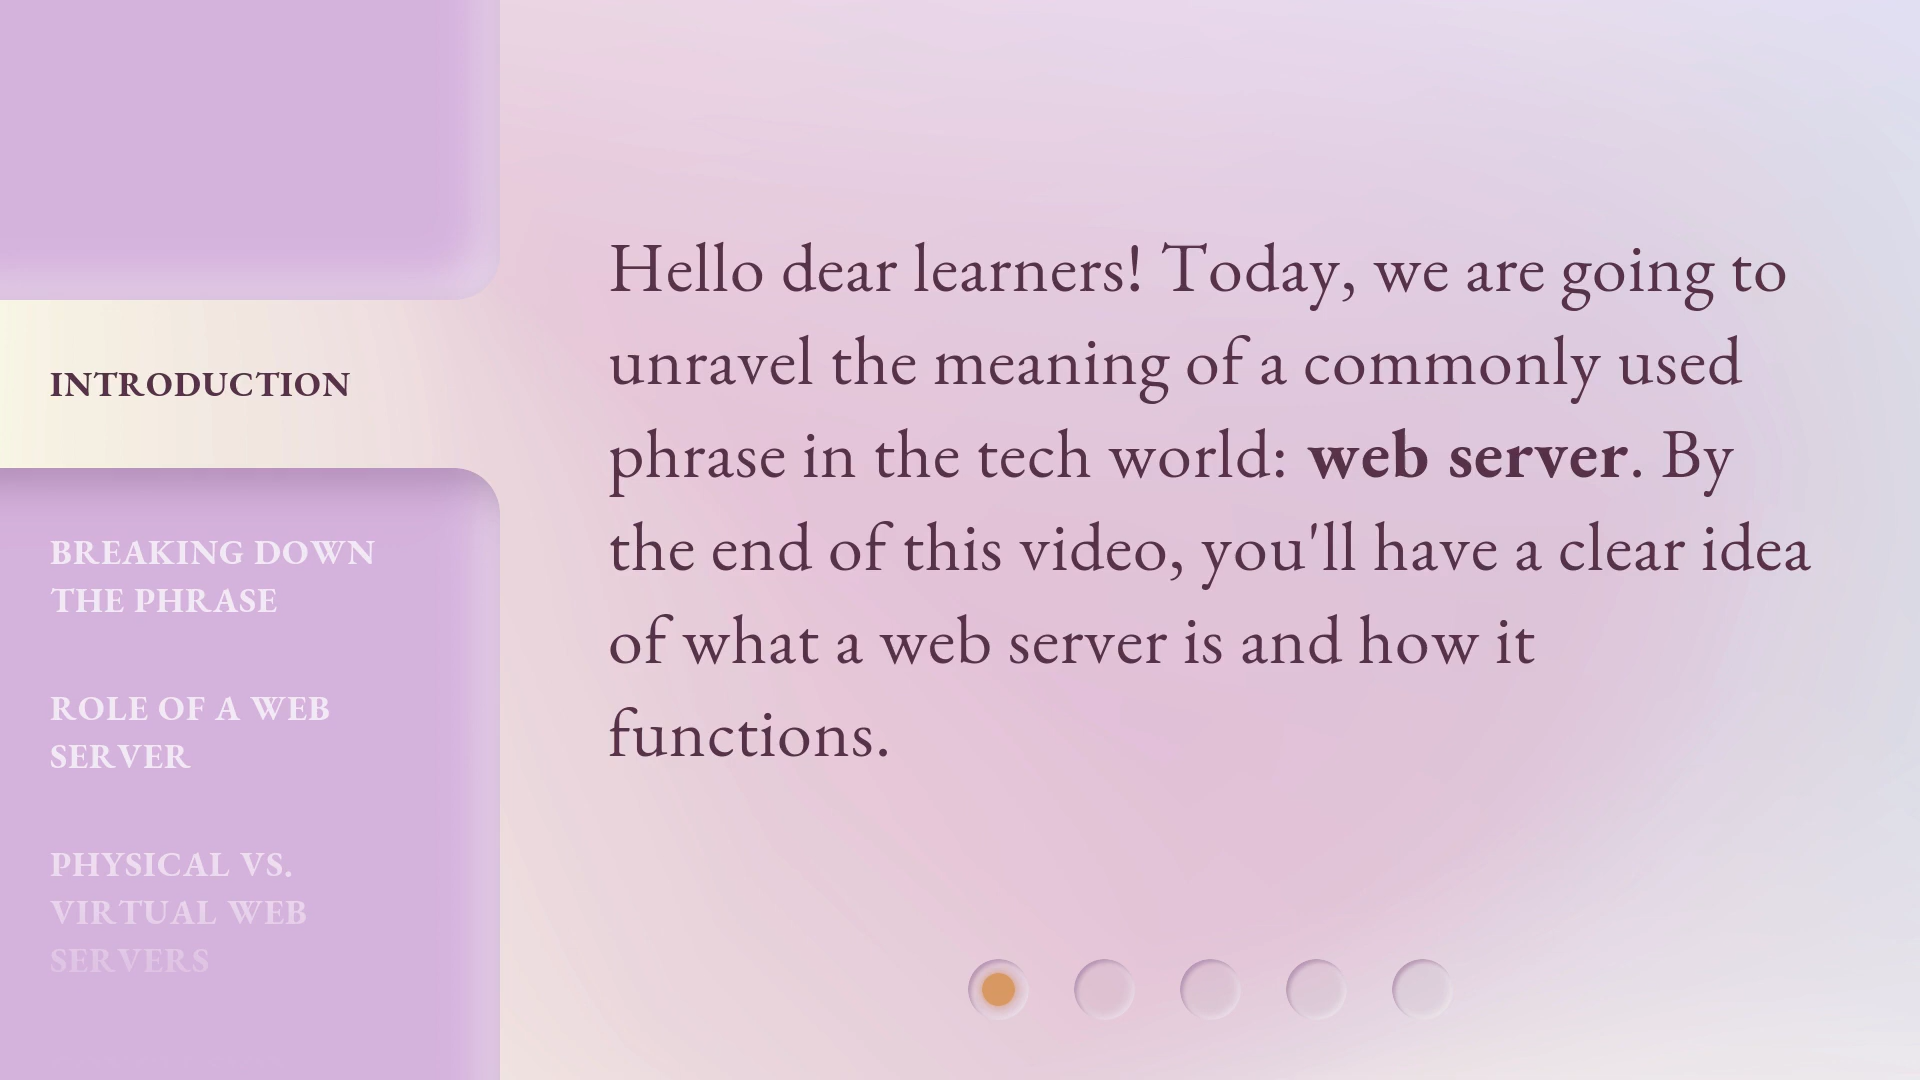 INTRODUCTION
BREAKING DOWN
THE PHRASE
ROLE OF A WEB
SERVER
PHYSICAL VS.
VIRTUAL WEB
SERVERS
Hello dear learners! Today, we are going to
unravel the meaning of a commonly used
phrase in the tech world: web server. By
the end of this video, you'll have a clear idea
of what a web server is and how it
functions.